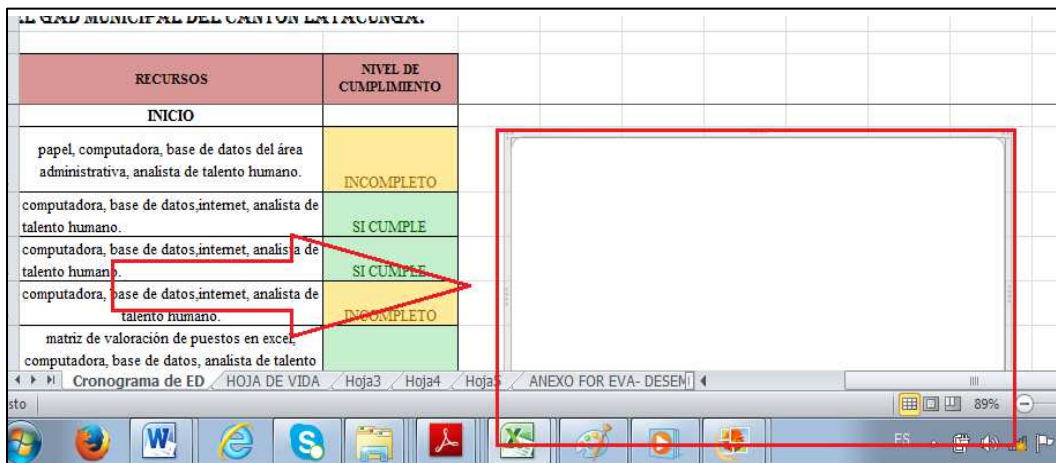 EL GAD MUNICIPAL DEL CANTÓN LATACUNGA.
RECURSOS
NIVEL DE
CUMPLIMIENTO
INICIO
papel, computadora, base de datos del área
administrativa, analista de talento humano.
INCOMPLETO
computadora, base de datos,internet, analista de
talento humano.
SI CUMPLE
computadora, base de datos,internet, analista de
talento humano.
SI CUMPLE
computadora, base de datos,internet, analista de
talento humano.
INCOMPLETO
matriz de valoración de puestos en excel,
computadora, base de datos, analista de talento
Cronograma de ED
HOJA DE VIDA
Hoja3
Hoja4
Hoja5
ANEXO FOR EVA- DESEM
sto
89%
ES